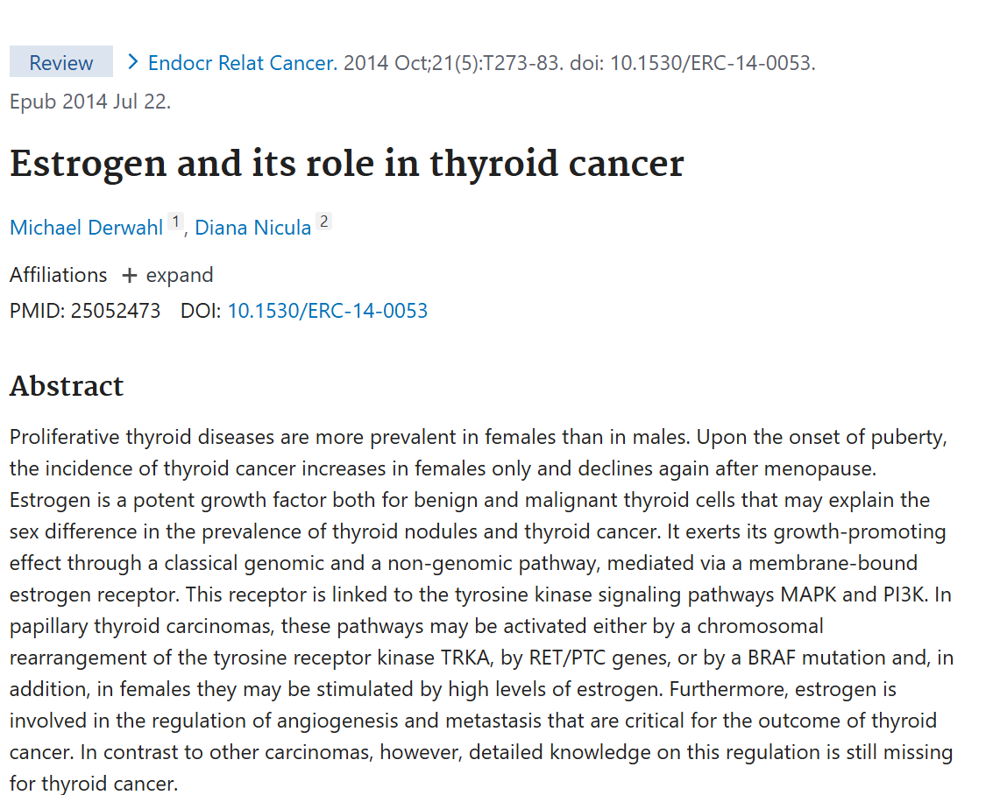 Review > Endocr Relat Cancer. 2014 Oct;21(5):T273-83. doi: 10.1530/ERC-14-0053.
Epub 2014 Jul 22.
Estrogen and its role in thyroid cancer
Michael Derwahl 1, Diana Nicula 2
Affiliations + expand
PMID: 25052473 DOI: 10.1530/ERC-14-0053
Abstract
Proliferative thyroid diseases are more prevalent in females than in males. Upon the onset of puberty,
the incidence of thyroid cancer increases in females only and declines again after menopause.
Estrogen is a potent growth factor both for benign and malignant thyroid cells that may explain the
sex difference in the prevalence of thyroid nodules and thyroid cancer. It exerts its growth-promoting
effect through a classical genomic and a non-genomic pathway, mediated via a membrane-bound
estrogen receptor. This receptor is linked to the tyrosine kinase signaling pathways MAPK and PI3K. In
papillary thyroid carcinomas, these pathways may be activated either by a chromosomal
rearrangement of the tyrosine receptor kinase TRKA, by RET/PTC genes, or by a BRAF mutation and, in
addition, in females they may be stimulated by high levels of estrogen. Furthermore, estrogen is
involved in the regulation of angiogenesis and metastasis that are critical for the outcome of thyroid
cancer. In contrast to other carcinomas, however, detailed knowledge on this regulation is still missing
for thyroid cancer.